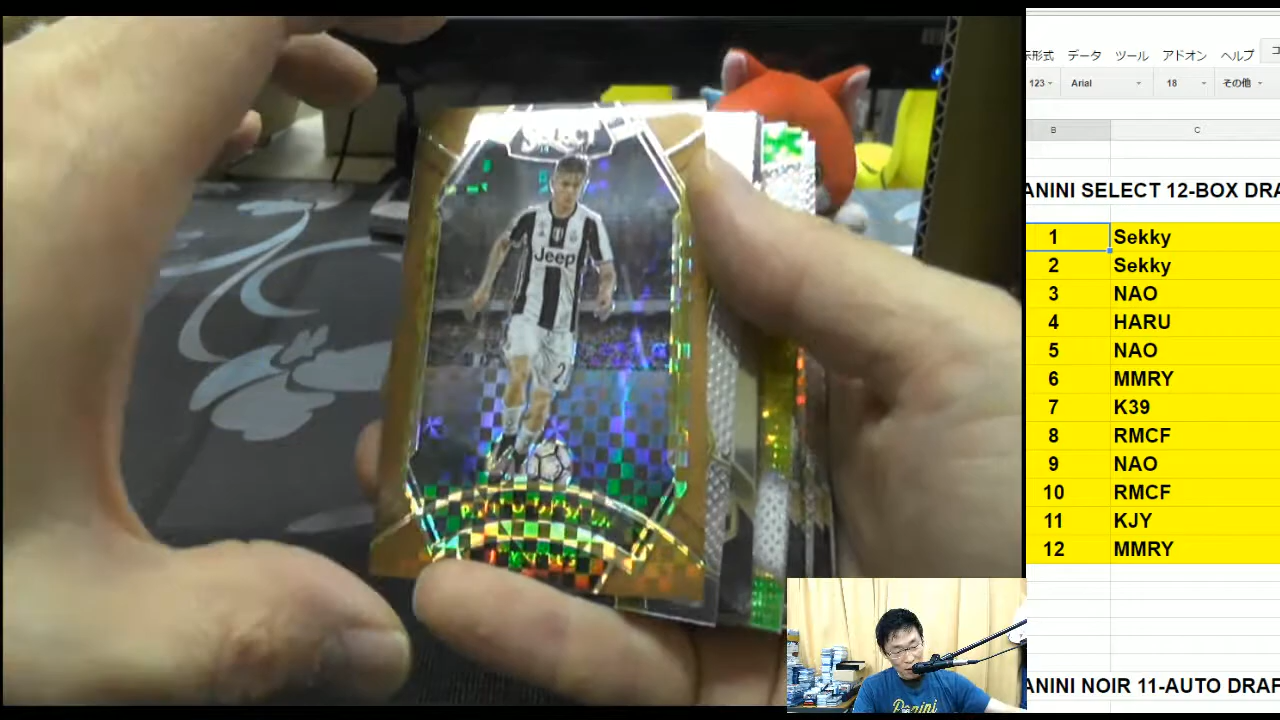 SELECT
Jeep
2
示形式 データ ツール アドオン ヘルプ
123 Arial 18 その他
B C
ANINI SELECT 12-BOX DRA
1 Sekky
2 Sekky
3 NAO
4 HARU
5 NAO
6 MMRY
7 K39
8 RMCF
9 NAO
10 RMCF
11 KJY
12 MMRY
ANINI NOIR 11-AUTO DRAF
Panini